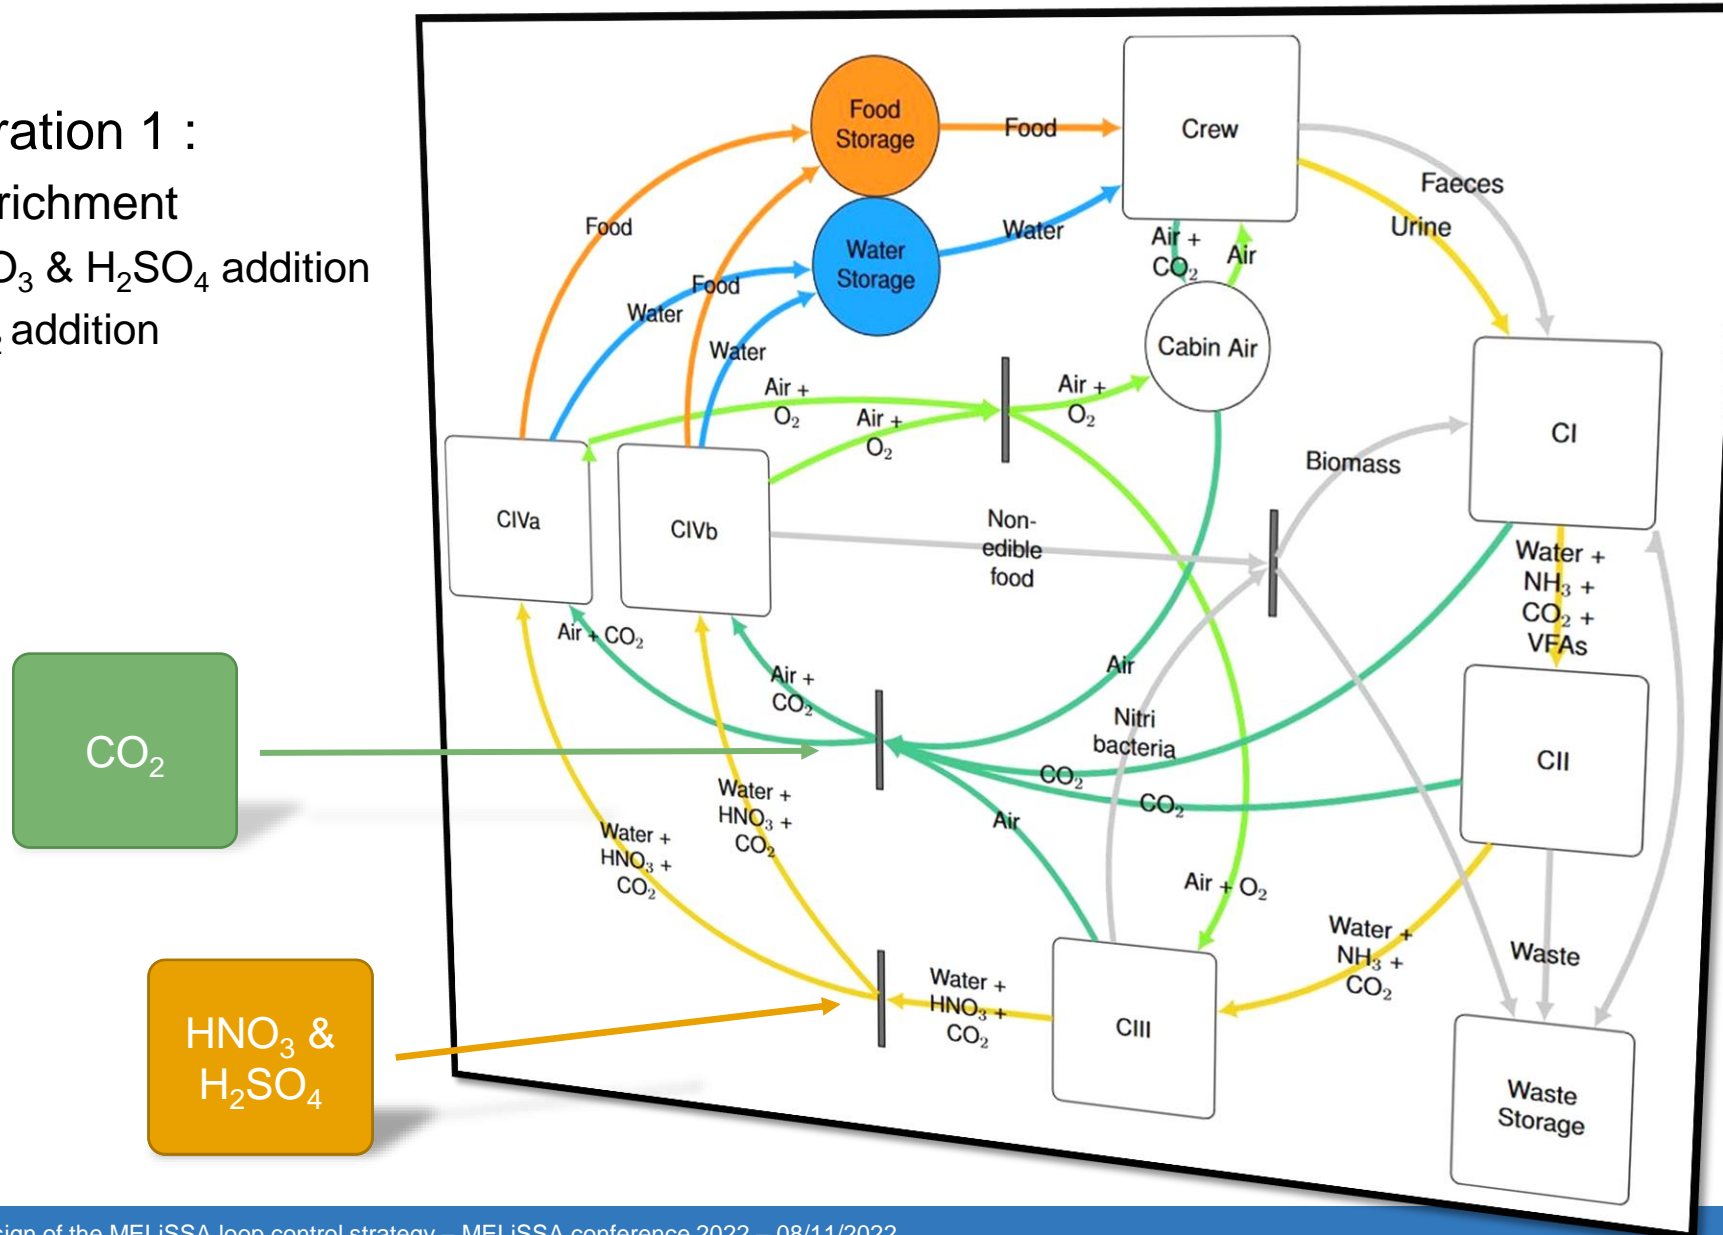 ration 1 :
richment
O₃ & H₂SO₄ addition
addition
Food
Storage
Food
Crew
Faeces
Urine
Food
Water
Storage
Water
Air +
CO₂
Air
Food
Water
Water
Cabin Air
Air +
O₂
Air +
O₂
Air +
O₂
CI
Biomass
CIVa
CIVb
Non-
edible
food
Water +
NH₃ +
CO₂ +
VFAs
Air + CO₂
Air +
CO₂
Air
Nitri
bacteria
CO₂
CO₂
CO₂
CII
Water +
HNO₃ +
CO₂
Water +
HNO₃ +
CO₂
Air
Air + O₂
Water +
NH₃ +
CO₂
Waste
HNO₃ &
H₂SO₄
Water +
HNO₃ +
CO₂
CIII
Waste
Storage
sign of the MELiSSA loop control strategy – MELiSSA conference 2022 – 08/11/2022